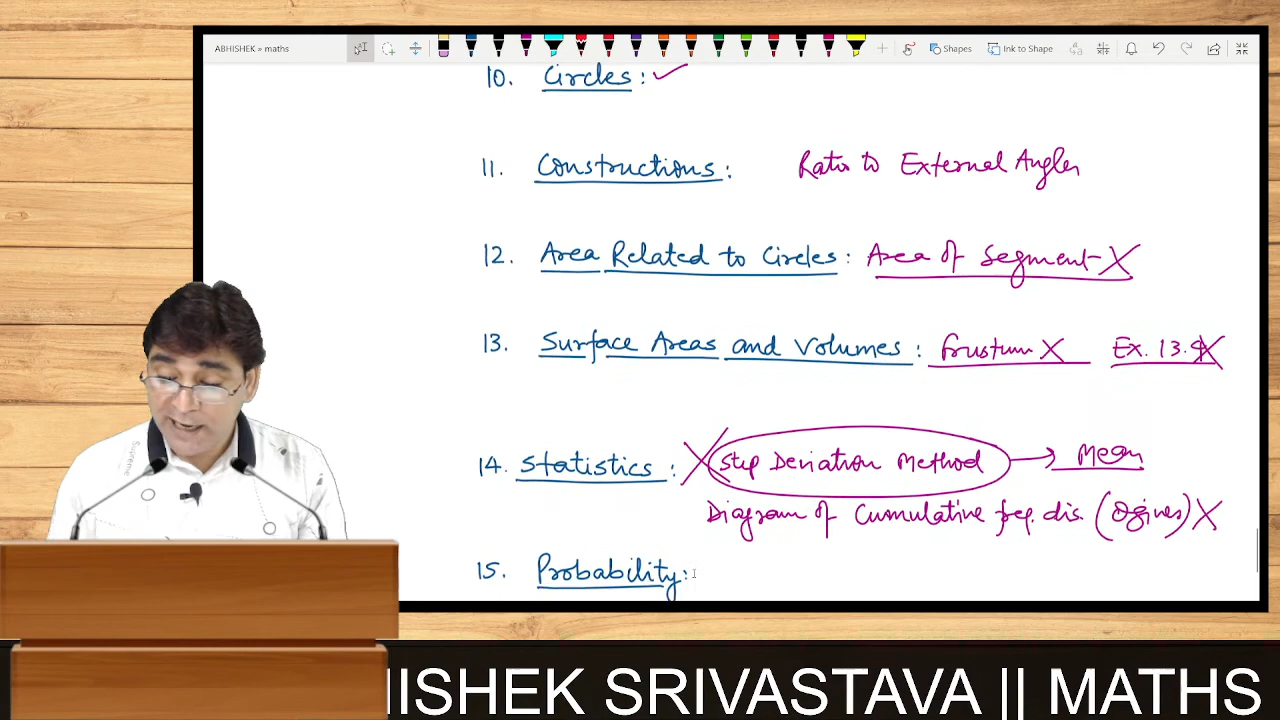 ABHISHEK » maths
Shapes Ink to Shape
10. Circles : ✓
11. Constructions : Ratio to External Angles
12. Area Related to Circles : Area of Segment X
13. Surface Areas and Volumes : frustum X Ex. 13.4 X
14. Statistics : X Step Deviation Method → Mean
Diagram of Cumulative freq. dis. (Ogives) X
15. Probability :
HISHEK SRIVASTAVA || MATHS